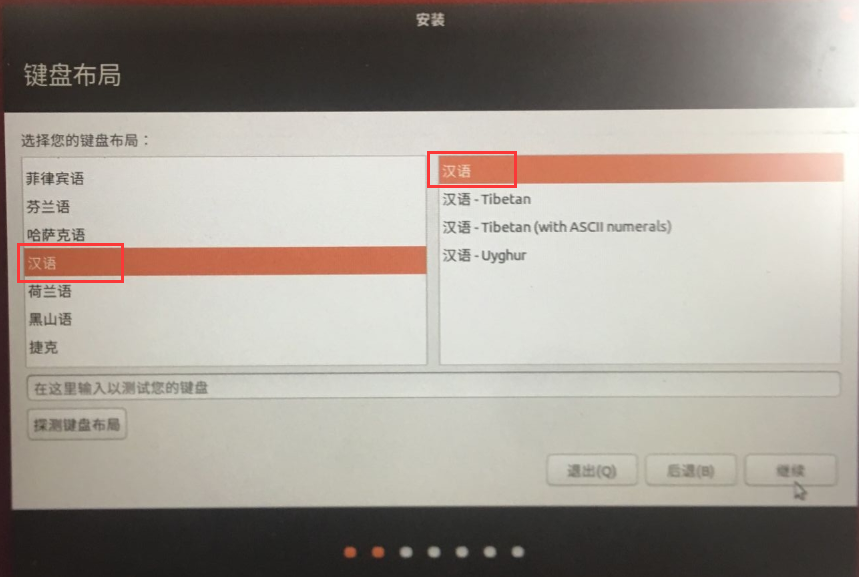 安装
键盘布局
选择您的键盘布局：
菲律宾语
芬兰语
哈萨克语
汉语
荷兰语
黑山语
捷克
汉语
汉语 - Tibetan
汉语 - Tibetan (with ASCII numerals)
汉语 - Uyghur
在这里输入以测试您的键盘
探测键盘布局
退出(Q)
后退(B)
继续